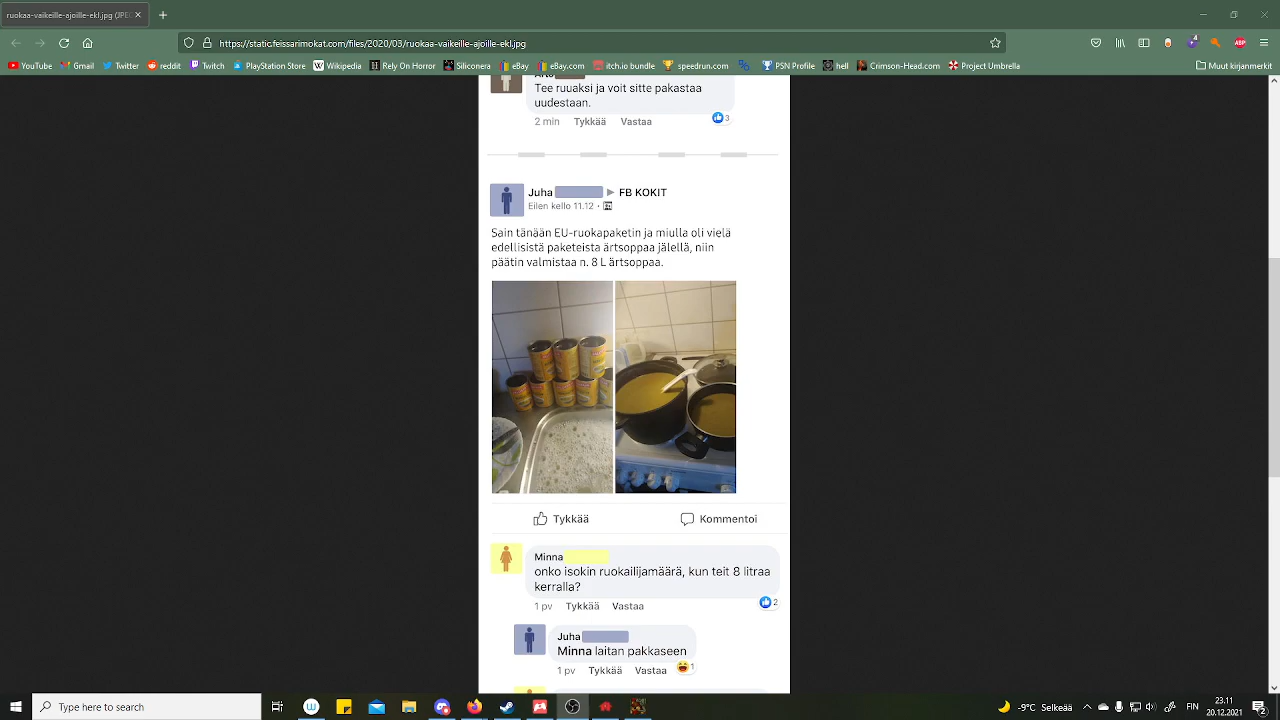 ruokaa-vaikeille-ajoille-ekl.jpg (JPEG
https://staticfessarimokat.com/files/2020/03/ruokaa-vaikeille-ajoille-ekl.jpg
YouTube Gmail Twitter reddit Twitch PlayStation Store Wikipedia Rely On Horror Siliconera eBay eBay.com itch.io bundle speedrun.com PSN Profile hell Crimson-Head.com Project Umbrella Muut kirjanmerkit
Tee ruuaksi ja voit sitte pakastaa
uudestaan.
2 min Tykkää Vastaa 3
Juha FB KOKIT
Eilen kello 11.12 ·
Sain tänään EU-ruokapaketin ja miulla oli vielä
edellisistä paketeista ärtsoppaa jälellä, niin
päätin valmistaa n. 8 L ärtsoppaa.
Tykkää Kommentoi
Minna
onko isokin ruokailijamäärä, kun teit 8 litraa
kerralla?
1 pv Tykkää Vastaa 2
Juha
Minna laitan pakkaseen
1 pv Tykkää Vastaa 1
Type here to search
-9°C Selkeää FIN 23.11
20.12.2021